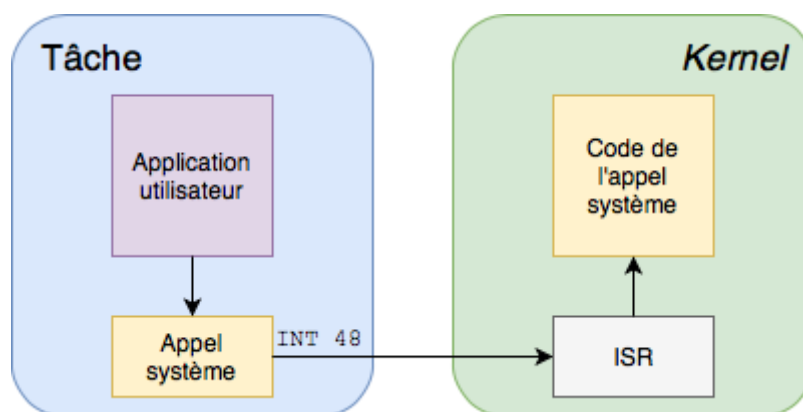 Tâche
Kernel
Application
utilisateur
Code de
l'appel
système
Appel
système
INT 48
ISR